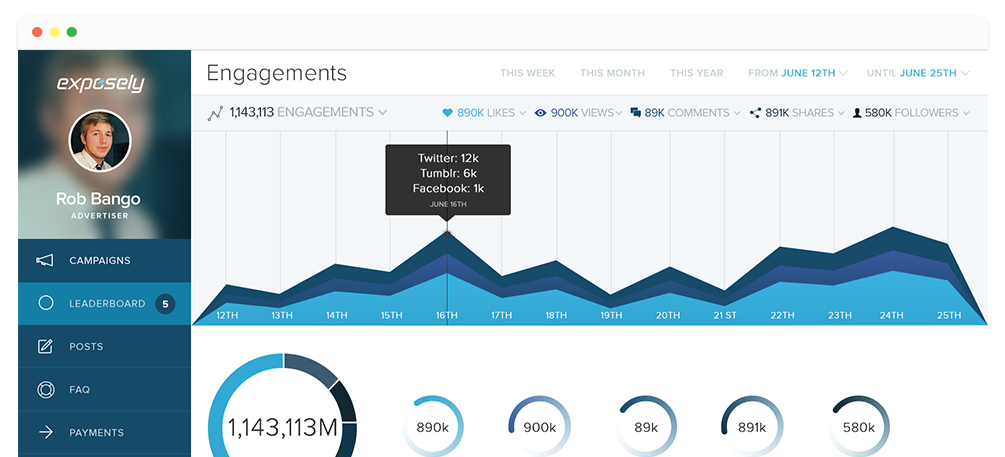 exposely
Rob Bango
ADVERTISER
CAMPAIGNS
LEADERBOARD 5
POSTS
FAQ
PAYMENTS
Engagements
THIS WEEK THIS MONTH THIS YEAR FROM JUNE 12TH UNTIL JUNE 25TH
1,143,113 ENGAGEMENTS 890K LIKES 900K VIEWS 89K COMMENTS 891K SHARES 580K FOLLOWERS
Twitter: 12k
Tumblr: 6k
Facebook: 1k
JUNE 16TH
12TH 13TH 14TH 15TH 16TH 17TH 18TH 19TH 20TH 21 ST 22TH 23TH 24TH 25TH
1,143,113M 890k 900k 89k 891k 580k